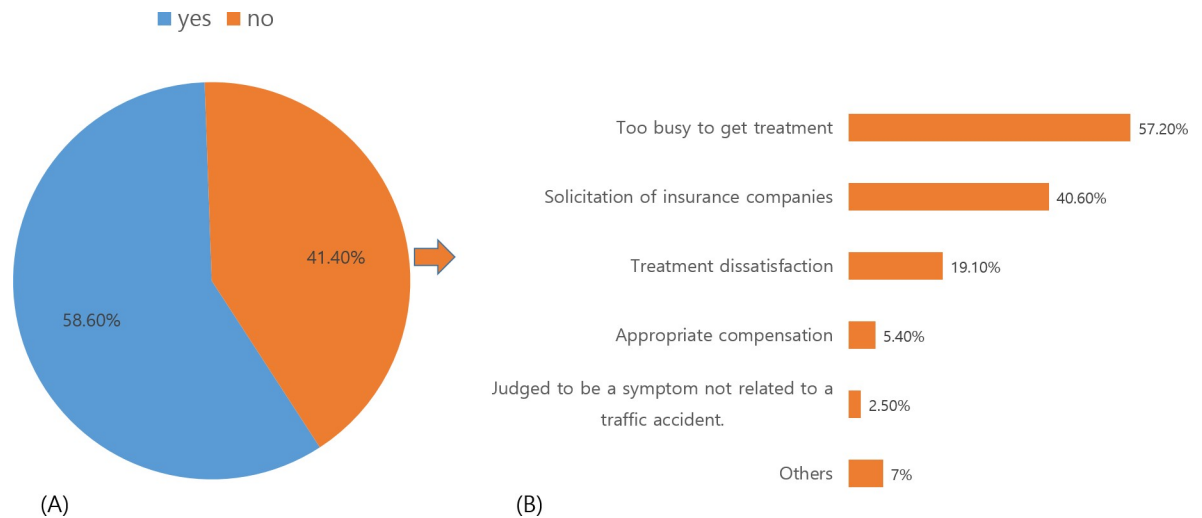 yes no
41.40%
58.60%
(A)
Too busy to get treatment 57.20%
Solicitation of insurance companies 40.60%
Treatment dissatisfaction 19.10%
Appropriate compensation 5.40%
Judged to be a symptom not related to a
traffic accident. 2.50%
Others 7%
(B)